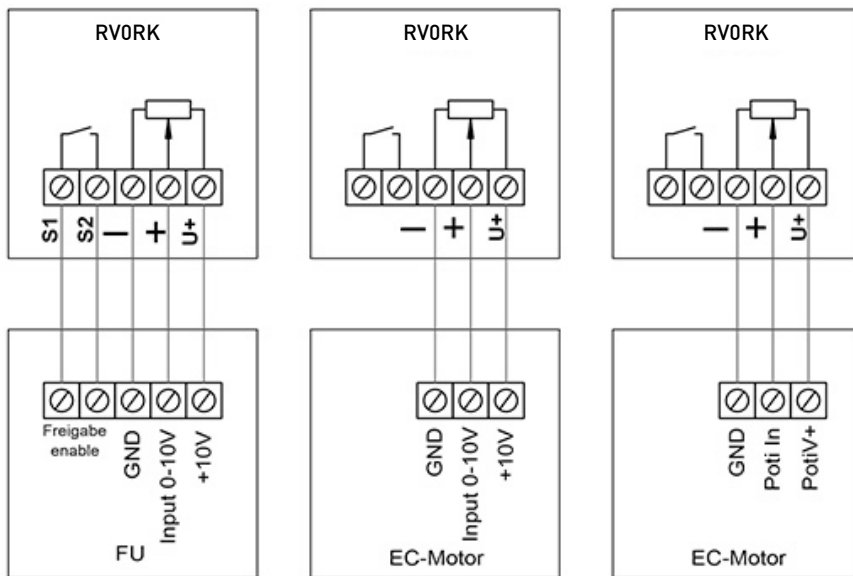 RV0RK
S1
S2
—
+
U+
Freigabe
enable
GND
Input 0-10V
+10V
FU
RV0RK
—
+
U+
GND
Input 0-10V
+10V
EC-Motor
RV0RK
—
+
U+
GND
Poti In
PotiV+
EC-Motor